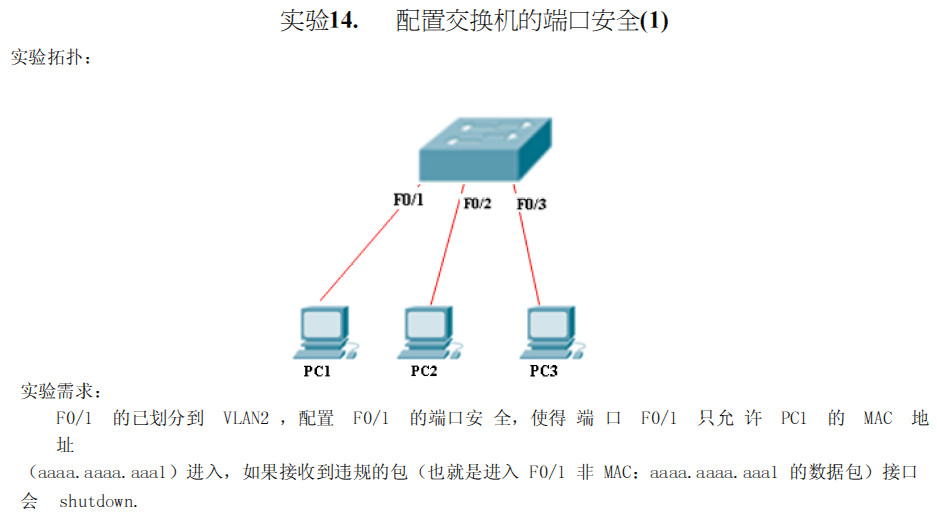 实验14. 配置交换机的端口安全(1)
实验拓扑：
F0/1 F0/2 F0/3
PC1 PC2 PC3
实验需求：
F0/1 的已划分到 VLAN2 ，配置 F0/1 的端口安 全，使得 端 口 F0/1 只允 许 PC1 的 MAC 地
址
（aaaa.aaaa.aaa1）进入，如果接收到违规的包（也就是进入 F0/1 非 MAC：aaaa.aaaa.aaa1 的数据包）接口
会 shutdown.